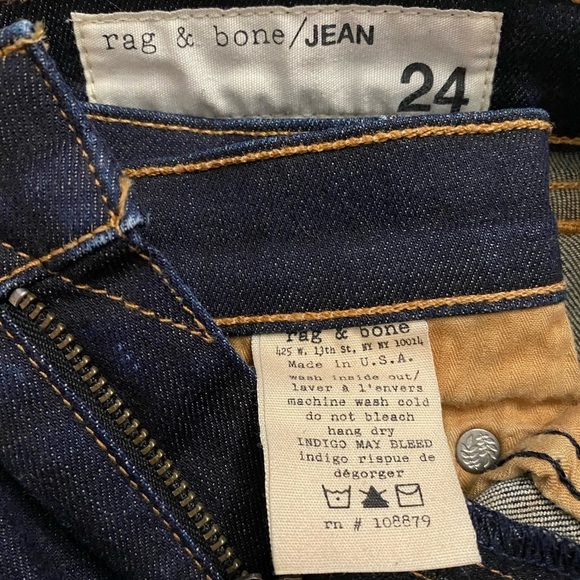 rag & bone/JEAN
24
rag & bone
425 W. 13th St, NY NY 10014
Made in U.S.A.
wash inside out/
laver à l'envers
machine wash cold
do not bleach
hang dry
INDIGO MAY BLEED
indigo risque de
dégorger
rn # 108879